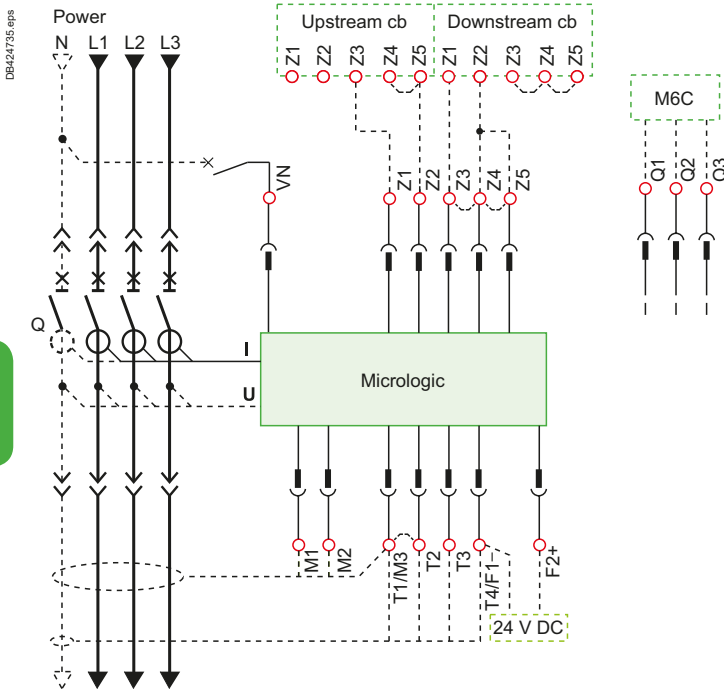 DB424735.eps
Power
N L1 L2 L3
Upstream cb Downstream cb
Z1 Z2 Z3 Z4 Z5 Z1 Z2 Z3 Z4 Z5
M6C
Q1 Q2 Q3
VN
Z1 Z2 Z3 Z4 Z5
Q
I
U
Micrologic
M1 M2 T1/M3 T2 T3 T4/F1– F2+
24 V DC